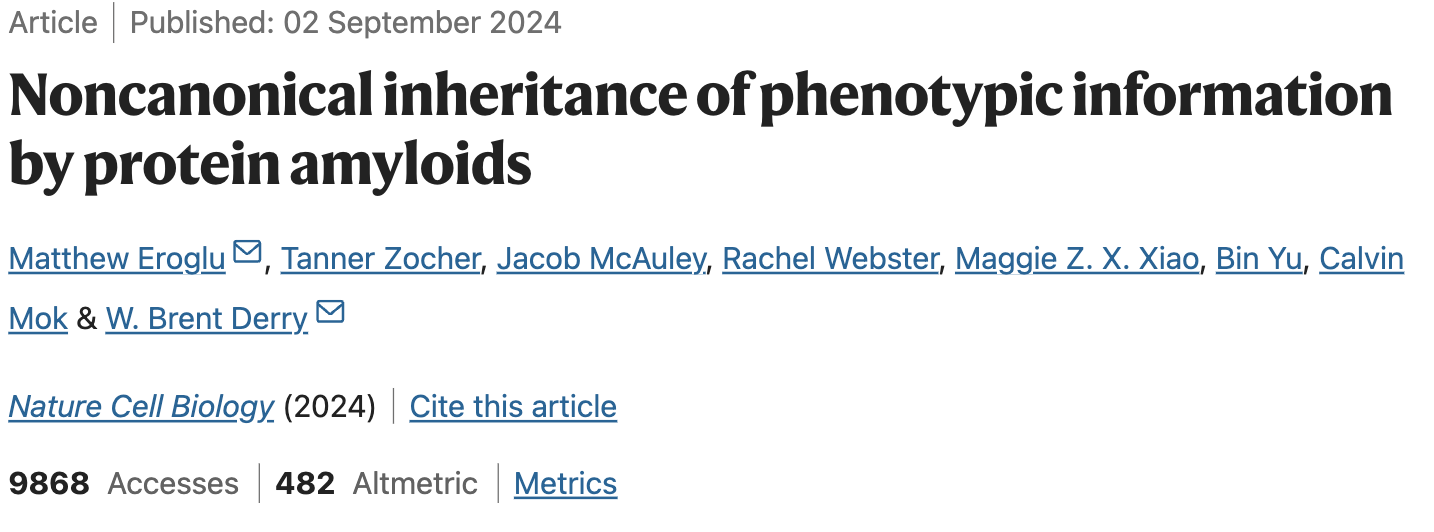 Article | Published: 02 September 2024
Noncanonical inheritance of phenotypic information
by protein amyloids
Matthew Eroglu, Tanner Zocher, Jacob McAuley, Rachel Webster, Maggie Z. X. Xiao, Bin Yu, Calvin
Mok & W. Brent Derry
Nature Cell Biology (2024) | Cite this article
9868 Accesses | 482 Altmetric | Metrics